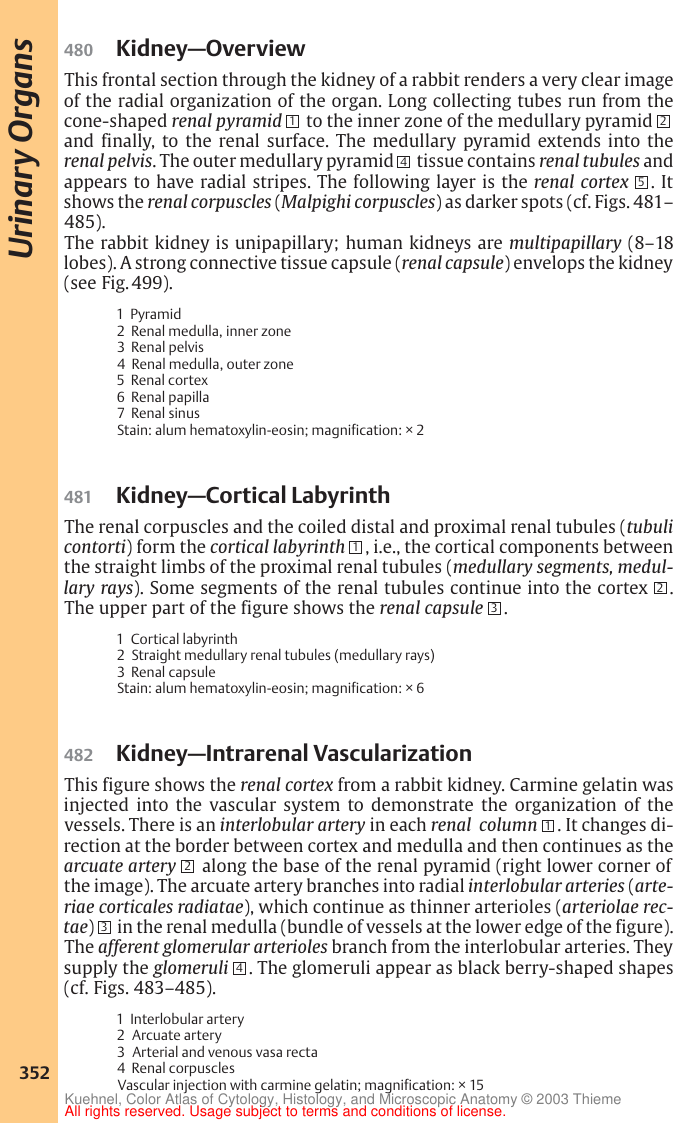 Urinary Organs
480 Kidney—Overview
This frontal section through the kidney of a rabbit renders a very clear image
of the radial organization of the organ. Long collecting tubes run from the
cone-shaped renal pyramid 1 to the inner zone of the medullary pyramid 2
and finally, to the renal surface. The medullary pyramid extends into the
renal pelvis. The outer medullary pyramid 4 tissue contains renal tubules and
appears to have radial stripes. The following layer is the renal cortex 5. It
shows the renal corpuscles (Malpighi corpuscles) as darker spots (cf. Figs. 481–
485).
The rabbit kidney is unipapillary; human kidneys are multipapillary (8–18
lobes). A strong connective tissue capsule (renal capsule) envelops the kidney
(see Fig. 499).
1 Pyramid
2 Renal medulla, inner zone
3 Renal pelvis
4 Renal medulla, outer zone
5 Renal cortex
6 Renal papilla
7 Renal sinus
Stain: alum hematoxylin-eosin; magnification: × 2
481 Kidney—Cortical Labyrinth
The renal corpuscles and the coiled distal and proximal renal tubules (tubuli
contorti) form the cortical labyrinth 1, i.e., the cortical components between
the straight limbs of the proximal renal tubules (medullary segments, medul-
lary rays). Some segments of the renal tubules continue into the cortex 2.
The upper part of the figure shows the renal capsule 3.
1 Cortical labyrinth
2 Straight medullary renal tubules (medullary rays)
3 Renal capsule
Stain: alum hematoxylin-eosin; magnification: × 6
482 Kidney—Intrarenal Vascularization
This figure shows the renal cortex from a rabbit kidney. Carmine gelatin was
injected into the vascular system to demonstrate the organization of the
vessels. There is an interlobular artery in each renal column 1. It changes di-
rection at the border between cortex and medulla and then continues as the
arcuate artery 2 along the base of the renal pyramid (right lower corner of
the image). The arcuate artery branches into radial interlobular arteries (arte-
riae corticales radiatae), which continue as thinner arterioles (arteriolae rec-
tae) 3 in the renal medulla (bundle of vessels at the lower edge of the figure).
The afferent glomerular arterioles branch from the interlobular arteries. They
supply the glomeruli 4. The glomeruli appear as black berry-shaped shapes
(cf. Figs. 483–485).
1 Interlobular artery
2 Arcuate artery
3 Arterial and venous vasa recta
4 Renal corpuscles
Vascular injection with carmine gelatin; magnification: × 15
352
Kuehnel, Color Atlas of Cytology, Histology, and Microscopic Anatomy © 2003 Thieme
All rights reserved. Usage subject to terms and conditions of license.